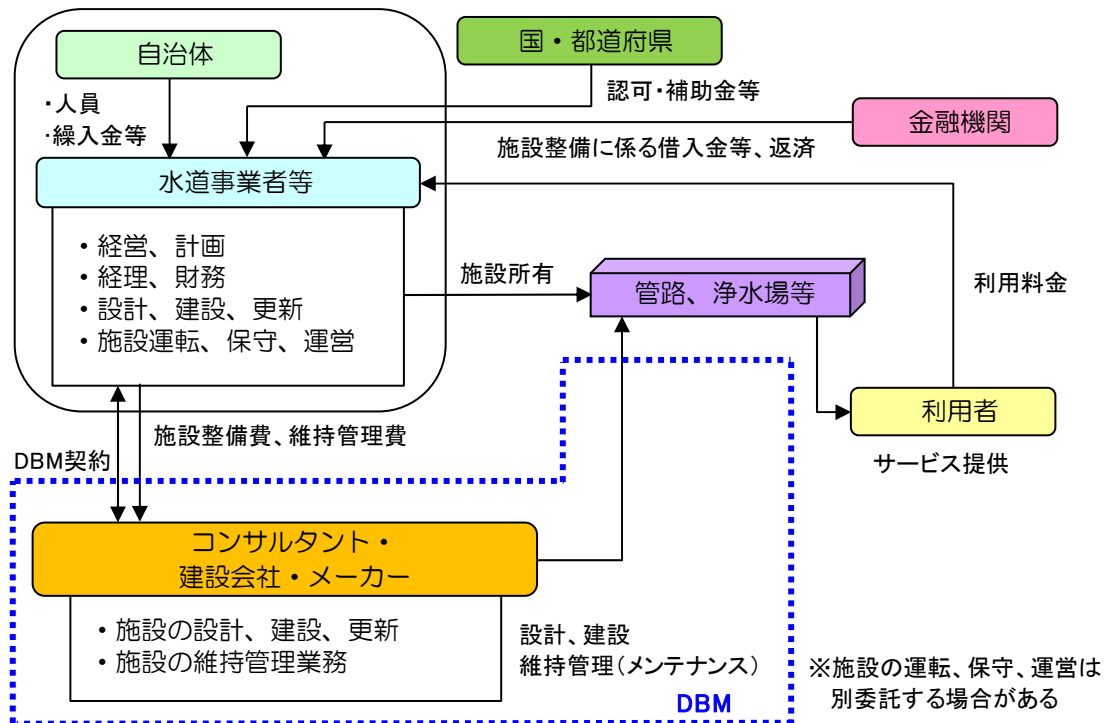 自治体
国・都道府県
・人員
・繰入金等
認可・補助金等
金融機関
施設整備に係る借入金等、返済
水道事業者等
・経営、計画
・経理、財務
・設計、建設、更新
・施設運転、保守、運営
施設所有
管路、浄水場等
利用料金
利用者
サービス提供
施設整備費、維持管理費
DBM契約
コンサルタント・
建設会社・メーカー
・施設の設計、建設、更新
・施設の維持管理業務
設計、建設
維持管理(メンテナンス)
DBM
※施設の運転、保守、運営は
別委託する場合がある